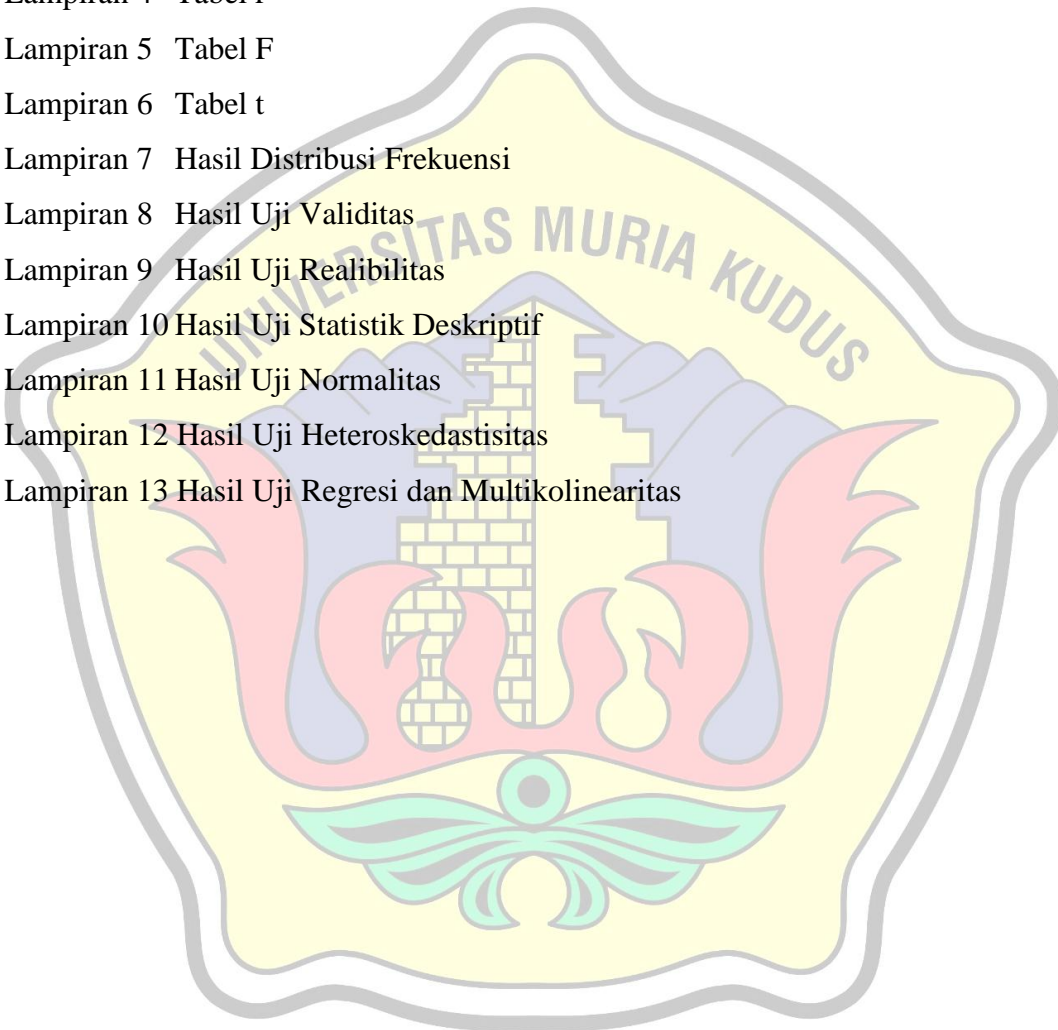 Lampiran 5 Tabel F
Lampiran 6 Tabel t
Lampiran 7 Hasil Distribusi Frekuensi
Lampiran 8 Hasil Uji Validitas
Lampiran 9 Hasil Uji Realibilitas
Lampiran 10 Hasil Uji Statistik Deskriptif
Lampiran 11 Hasil Uji Normalitas
Lampiran 12 Hasil Uji Heteroskedastisitas
Lampiran 13 Hasil Uji Regresi dan Multikolinearitas
UNIVERSITAS MURIA KUDUS